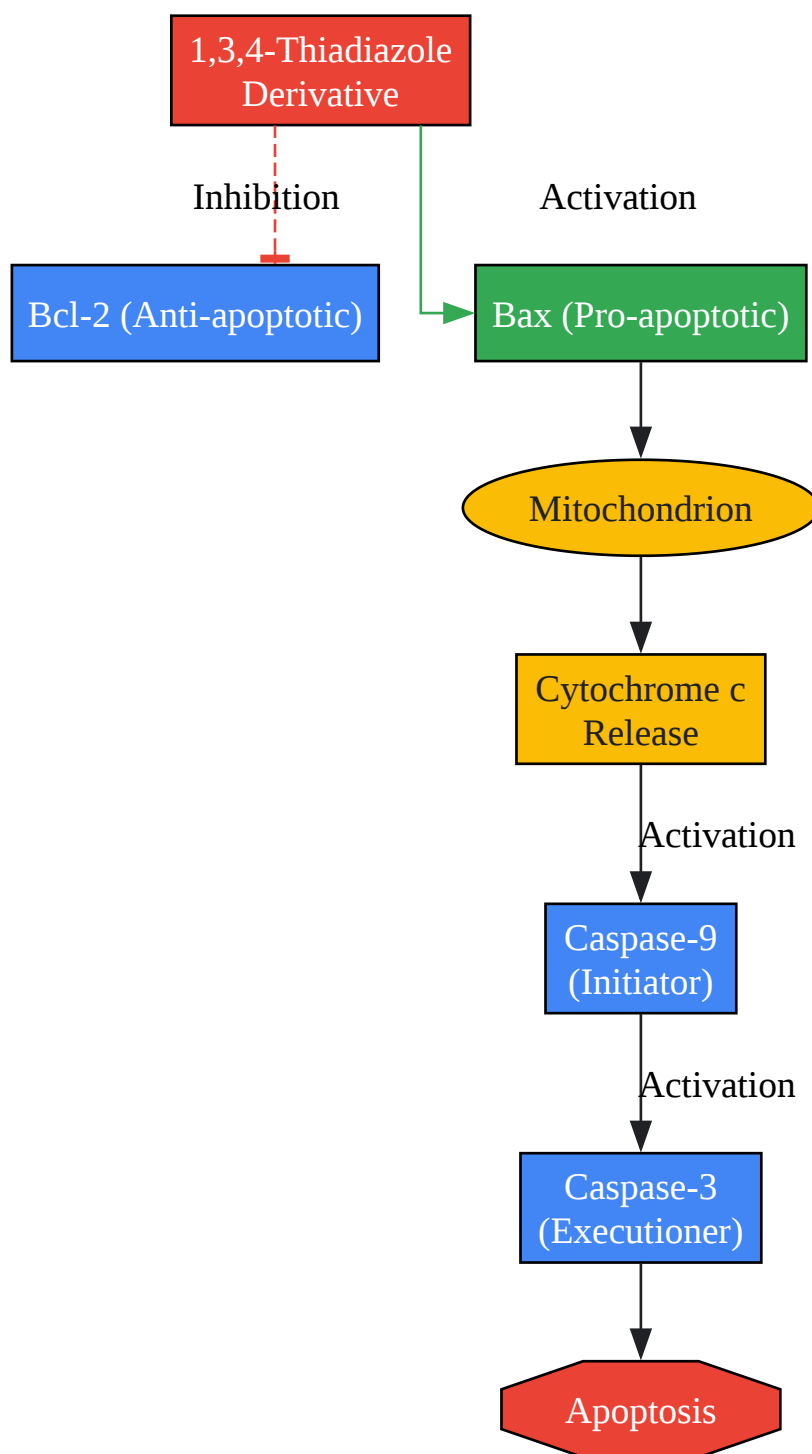 1,3,4-Thiadiazole
Derivative
Inhibition
Activation
Bcl-2 (Anti-apoptotic)
Bax (Pro-apoptotic)
Mitochondrion
Cytochrome c
Release
Activation
Caspase-9
(Initiator)
Activation
Caspase-3
(Executioner)
Apoptosis